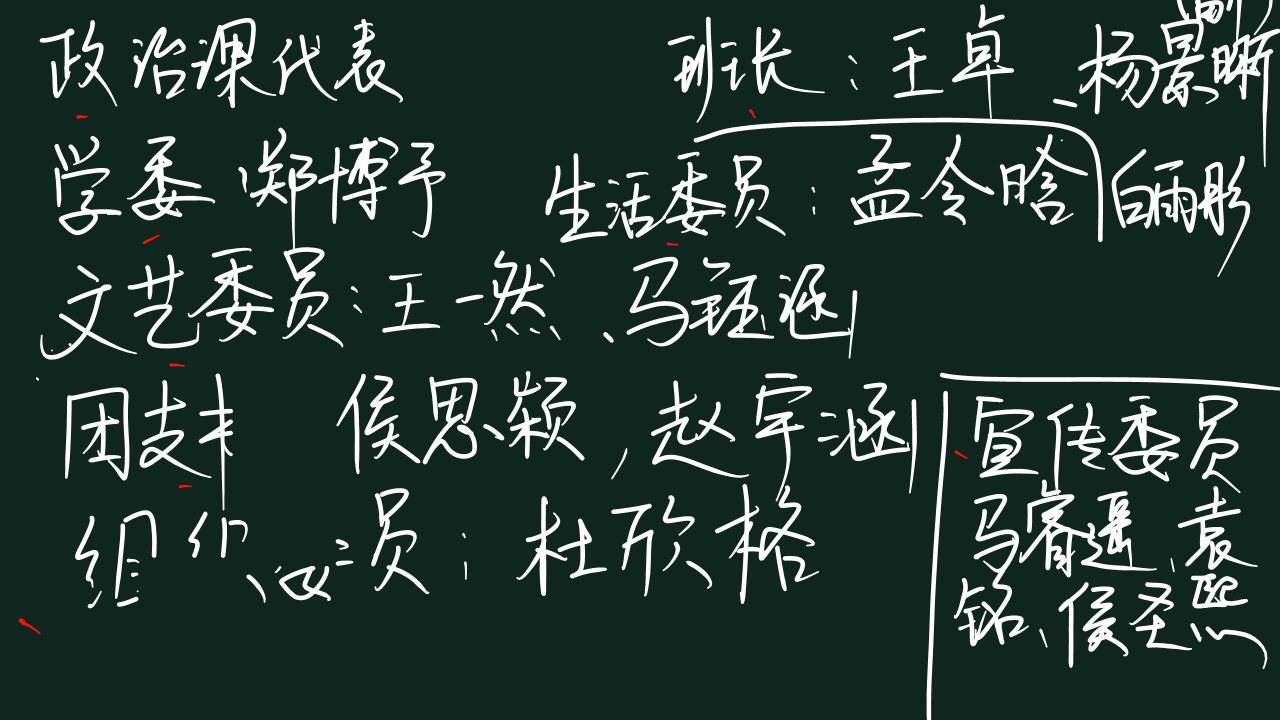 政治课代表 班长：王卓、杨景晰(副)
学委 郑博予 生活委员：孟令晗 白雨彤
文艺委员：王一然、马钰涵
团支书 侯思颖，赵宇涵
宣传委员
马睿遥、袁
铭、侯圣熙
组织委员：杜欣格